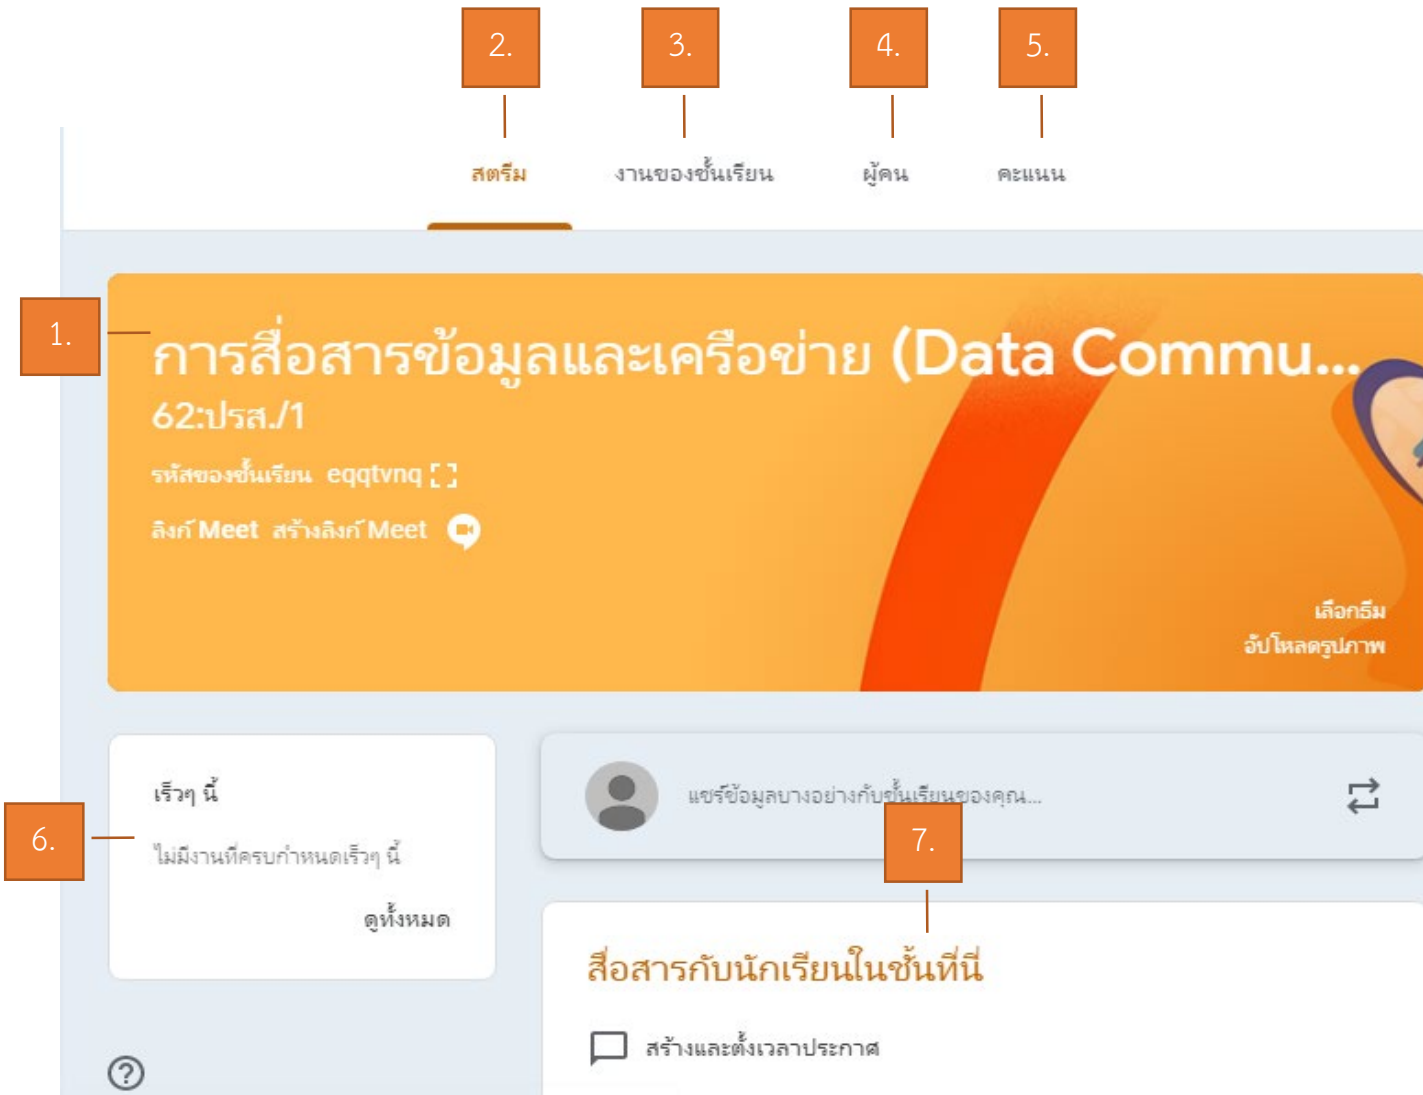 2. 3. 4. 5.
สตรีม งานของชั้นเรียน ผู้คน คะแนน
1.
การสื่อสารข้อมูลและเครือข่าย (Data Commu...
62:ปรส./1
รหัสของชั้นเรียน eqqtvnq
ลิงก์ Meet สร้างลิงก์ Meet
เลือกธีม
อัปโหลดรูปภาพ
เร็วๆ นี้
6.
ไม่มีงานที่ครบกำหนดเร็วๆ นี้
ดูทั้งหมด
แชร์ข้อมูลบางอย่างกับชั้นเรียนของคุณ...
7.
สื่อสารกับนักเรียนในชั้นที่นี่
สร้างและตั้งเวลาประกาศ